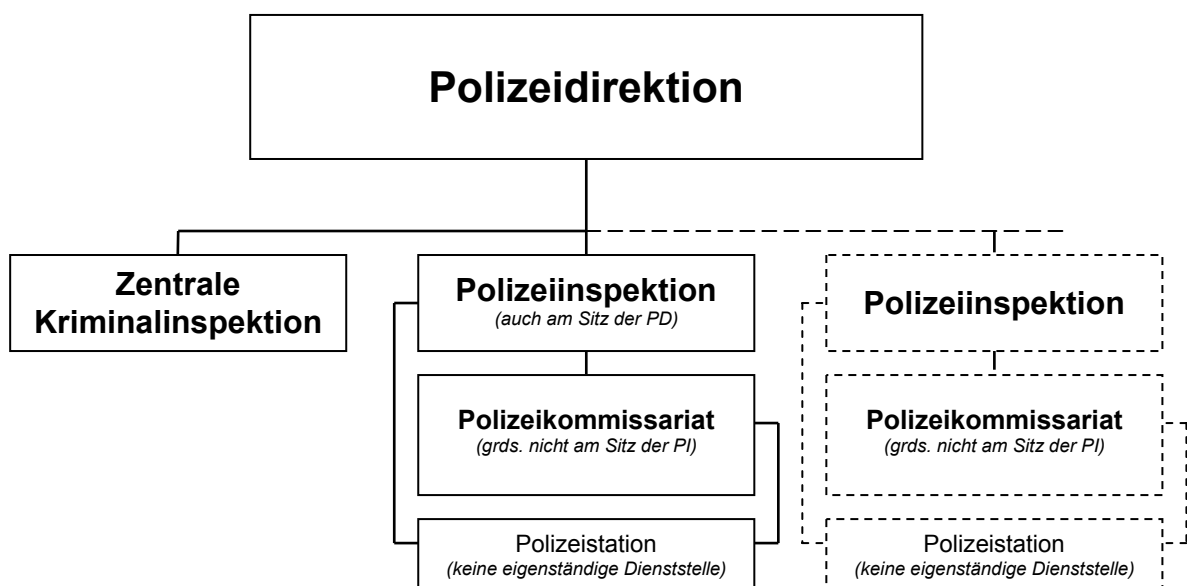 Polizeidirektion
Zentrale
Kriminalinspektion
Polizeiinspektion
(auch am Sitz der PD)
Polizeiinspektion
Polizeikommissariat
(grds. nicht am Sitz der PI)
Polizeikommissariat
(grds. nicht am Sitz der PI)
Polizeistation
(keine eigenständige Dienststelle)
Polizeistation
(keine eigenständige Dienststelle)